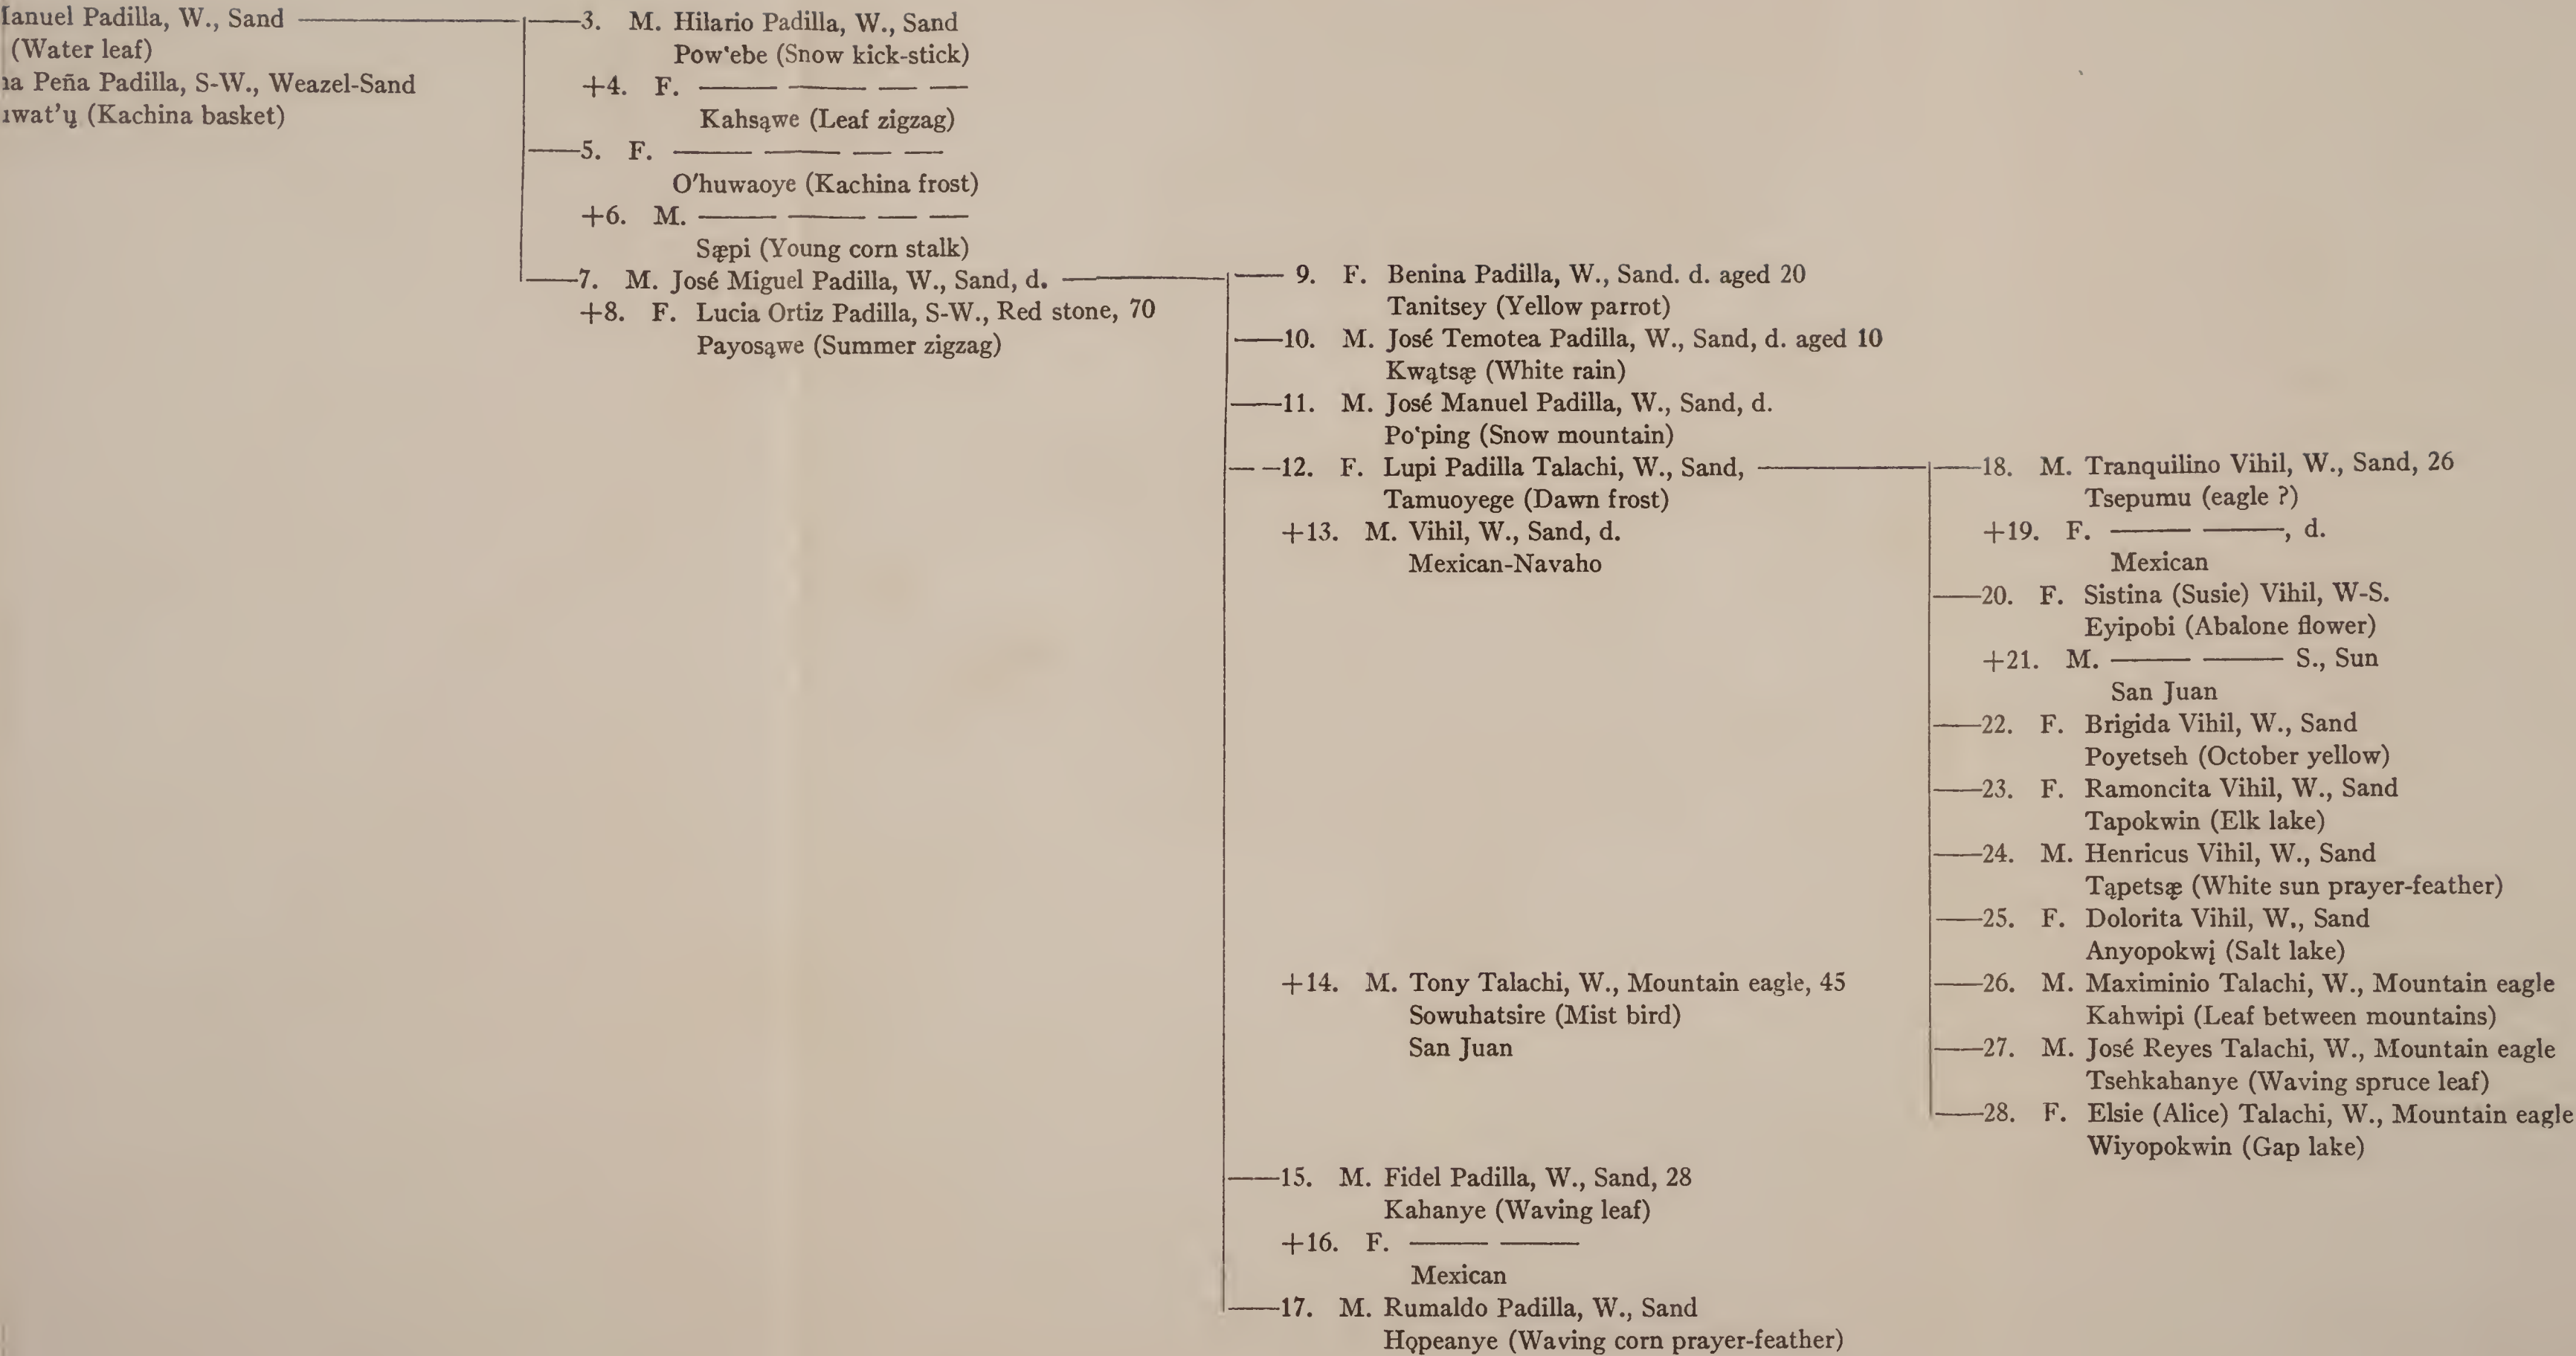 Padilla, W., Sand
(Water leaf)
Peña Padilla, S-W., Weazel-Sand
(Kachina basket)
3. M. Hilario Padilla, W., Sand
Powʻebe (Snow kick-stick)
+4. F. —— —— — —
Kahsąwe (Leaf zigzag)
5. F. —— —— — —
O'huwaoye (Kachina frost)
+6. M. —— —— — —
Sæ̨pi (Young corn stalk)
7. M. José Miguel Padilla, W., Sand, d.
+8. F. Lucia Ortiz Padilla, S-W., Red stone, 70
Payosąwe (Summer zigzag)
9. F. Benina Padilla, W., Sand. d. aged 20
Tanitsey (Yellow parrot)
10. M. José Temotea Padilla, W., Sand, d. aged 10
Kwątsæ̨ (White rain)
11. M. José Manuel Padilla, W., Sand, d.
Poʻping (Snow mountain)
12. F. Lupi Padilla Talachi, W., Sand,
Tamuoyege (Dawn frost)
+13. M. Vihil, W., Sand, d.
Mexican-Navaho
+14. M. Tony Talachi, W., Mountain eagle, 45
Sowuhatsire (Mist bird)
San Juan
15. M. Fidel Padilla, W., Sand, 28
Kahanye (Waving leaf)
+16. F. —— ——
Mexican
17. M. Rumaldo Padilla, W., Sand
Hǫpeanye (Waving corn prayer-feather)
18. M. Tranquilino Vihil, W., Sand, 26
Tsepumu (eagle ?)
+19. F. —— ——, d.
Mexican
20. F. Sistina (Susie) Vihil, W-S.
Eyipobi (Abalone flower)
+21. M. —— —— S., Sun
San Juan
22. F. Brigida Vihil, W., Sand
Poyetseh (October yellow)
23. F. Ramoncita Vihil, W., Sand
Tapokwin (Elk lake)
24. M. Henricus Vihil, W., Sand
Tąpetsæ̨ (White sun prayer-feather)
25. F. Dolorita Vihil, W., Sand
Anyopokwį (Salt lake)
26. M. Maximinio Talachi, W., Mountain eagle
Kahwipi (Leaf between mountains)
27. M. José Reyes Talachi, W., Mountain eagle
Tsehkahanye (Waving spruce leaf)
28. F. Elsie (Alice) Talachi, W., Mountain eagle
Wiyopokwin (Gap lake)